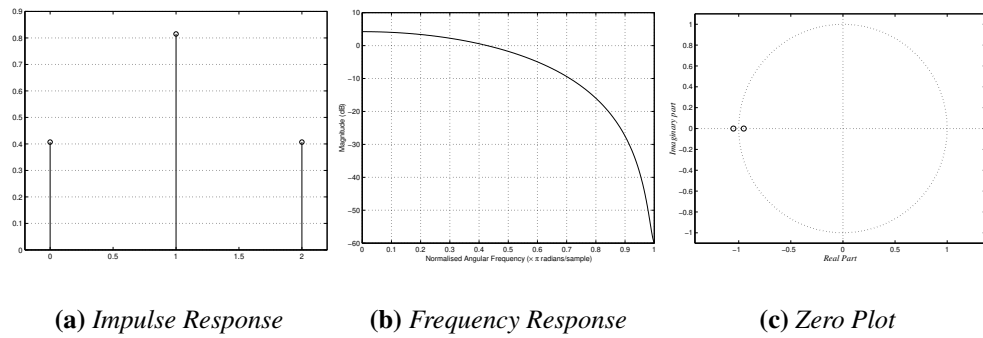 0.9
0.8
0.7
0.6
0.5
0.4
0.3
0.2
0.1
0
0 0.5 1 1.5 2
10
0
−10
−20
−30
−40
−50
−60
Magnitude (dB)
0 0.1 0.2 0.3 0.4 0.5 0.6 0.7 0.8 0.9 1
Normalised Angular Frequency (× π radians/sample)
1
0.8
0.6
0.4
0.2
0
−0.2
−0.4
−0.6
−0.8
−1
Imaginary part
−1 −0.5 0 0.5 1
Real Part
(a) Impulse Response
(b) Frequency Response
(c) Zero Plot